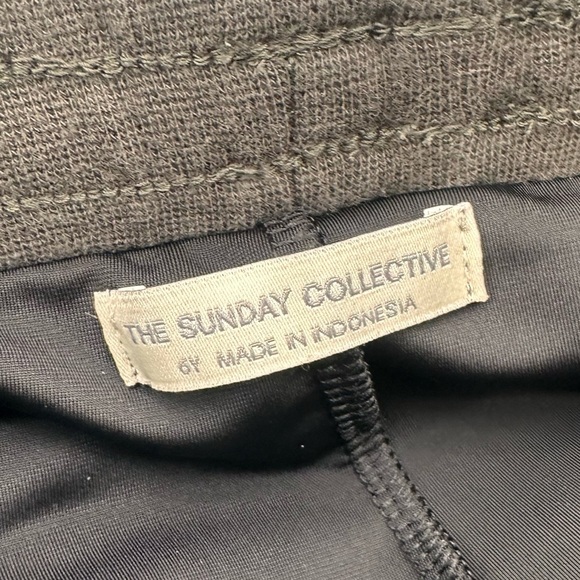 THE SUNDAY COLLECTIVE
6Y MADE IN INDONESIA